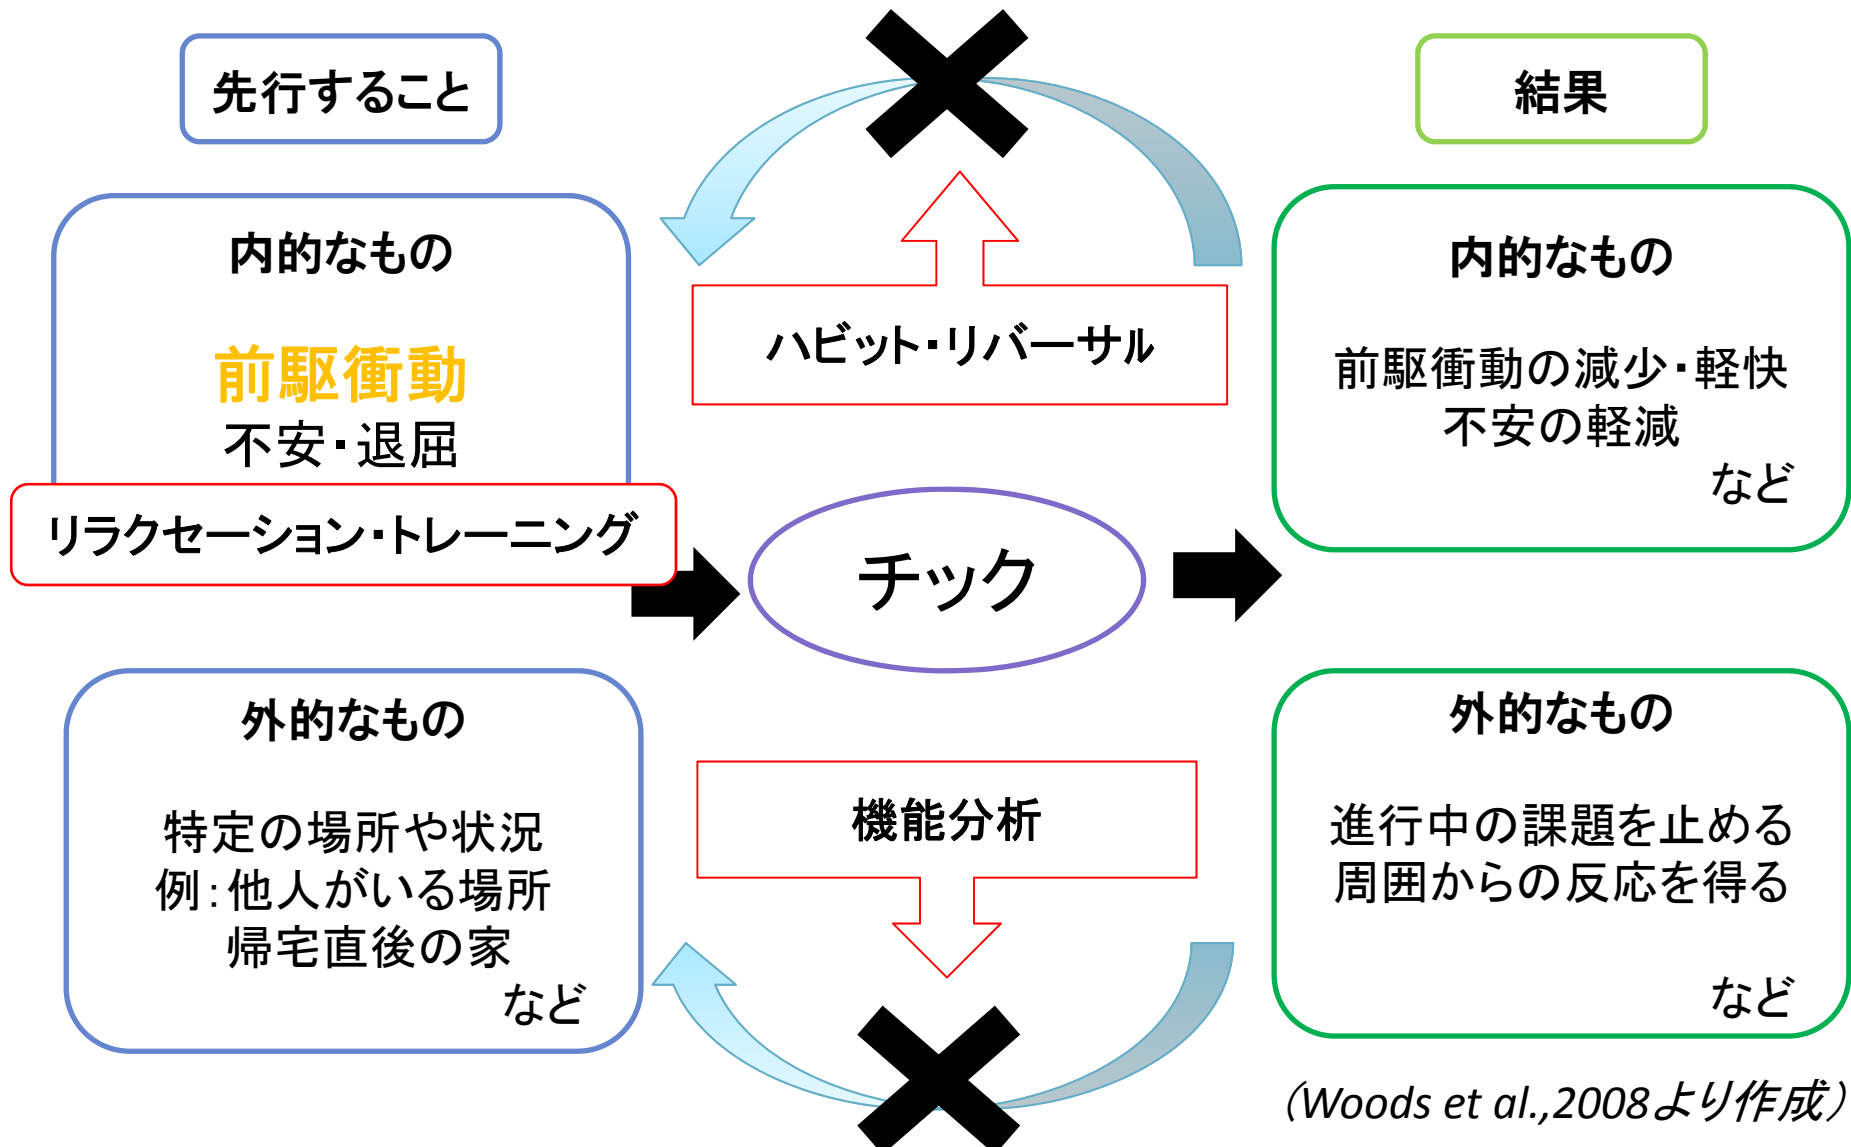 先行すること
結果
内的なもの
前駆衝動
不安・退屈
リラクセーション・トレーニング
外的なもの
特定の場所や状況
例：他人がいる場所
帰宅直後の家
など
ハビット・リバーサル
チック
機能分析
内的なもの
前駆衝動の減少・軽快
不安の軽減
など
外的なもの
進行中の課題を止める
周囲からの反応を得る
など
（Woods et al.,2008より作成）